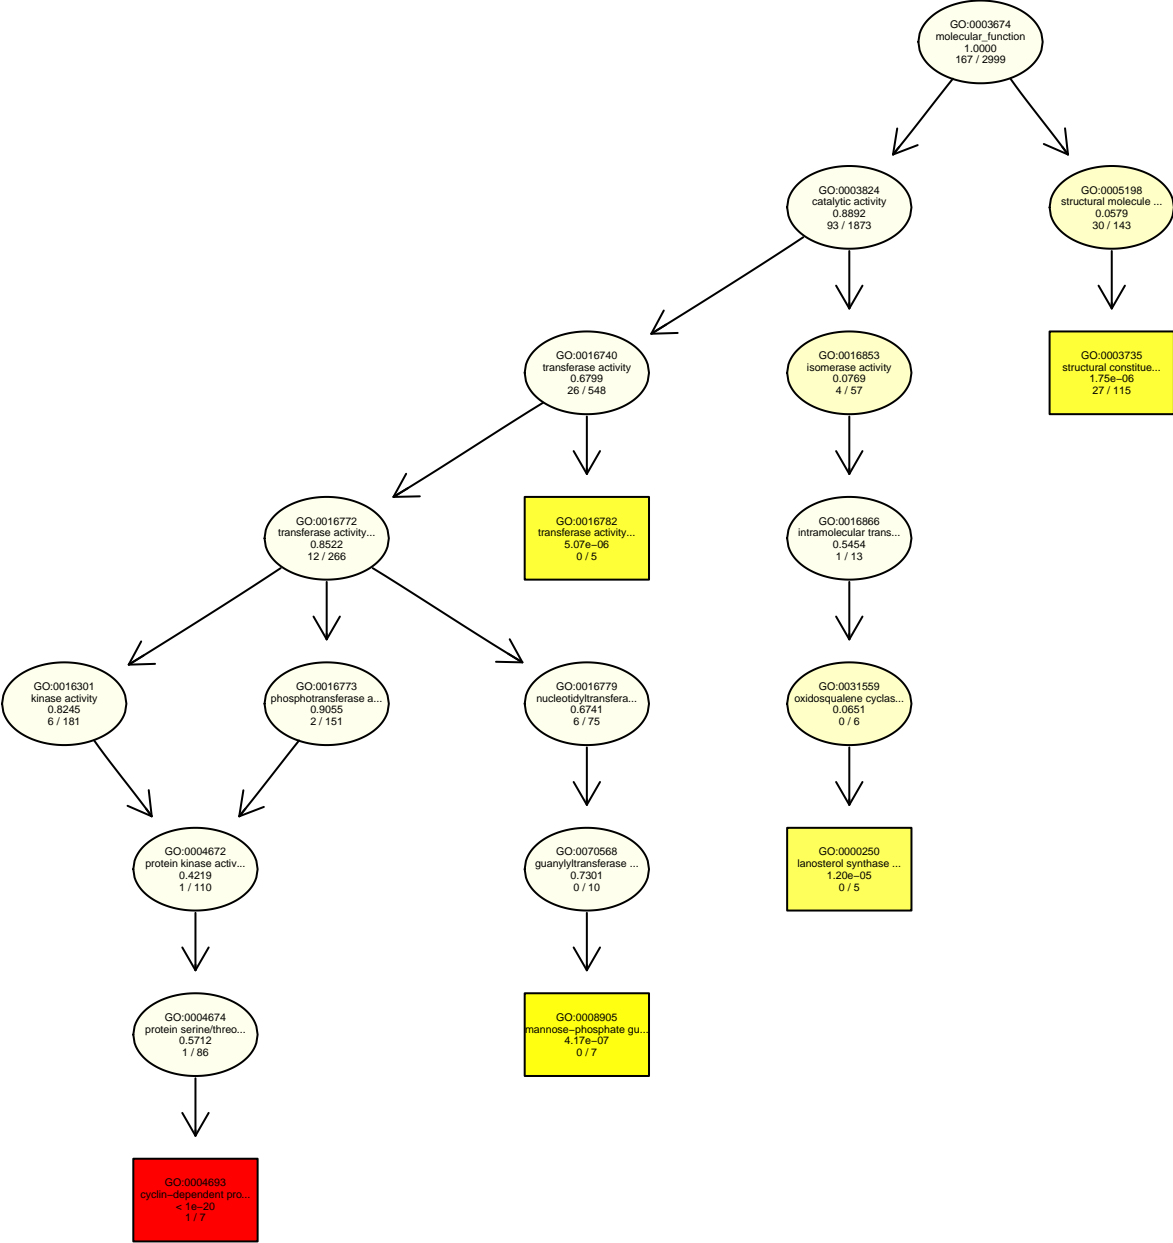 GO:0003674
molecular_function
1.0000
167 / 2999
GO:0003824
catalytic activity
0.8892
93 / 1873
GO:0005198
structural molecule ...
0.0579
30 / 143
GO:0016740
transferase activity
0.6799
26 / 548
GO:0016853
isomerase activity
0.0769
4 / 57
GO:0003735
structural constitue...
1.75e−06
27 / 115
GO:0016772
transferase activity...
0.8522
12 / 266
GO:0016782
transferase activity...
5.07e−06
0 / 5
GO:0016866
intramolecular trans...
0.5454
1 / 13
GO:0016301
kinase activity
0.8245
6 / 181
GO:0016773
phosphotransferase a...
0.9055
2 / 151
GO:0016779
nucleotidyltransfera...
0.6741
6 / 75
GO:0031559
oxidosqualene cyclas...
0.0651
0 / 6
GO:0004672
protein kinase activ...
0.4219
1 / 110
GO:0070568
guanylyltransferase ...
0.7301
0 / 10
GO:0000250
lanosterol synthase ...
1.20e−05
0 / 5
GO:0004674
protein serine/threo...
0.5712
1 / 86
GO:0008905
mannose−phosphate gu...
4.17e−07
0 / 7
GO:0004693
cyclin−dependent pro...
< 1e−20
1 / 7